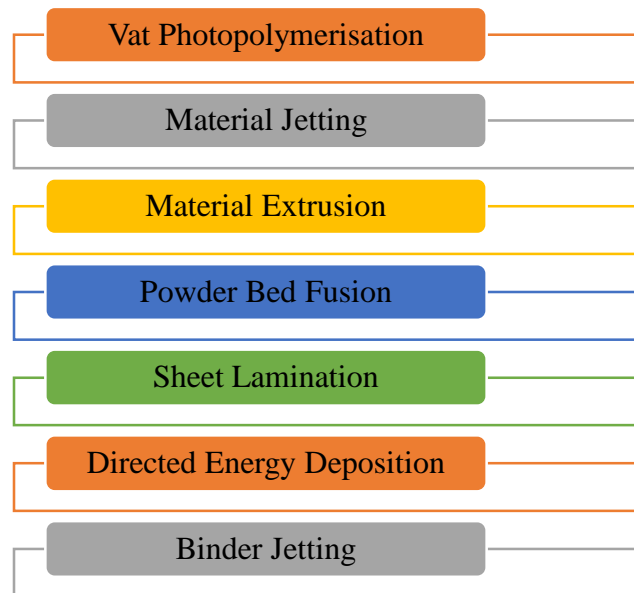 Vat Photopolymerisation
Material Jetting
Material Extrusion
Powder Bed Fusion
Sheet Lamination
Directed Energy Deposition
Binder Jetting